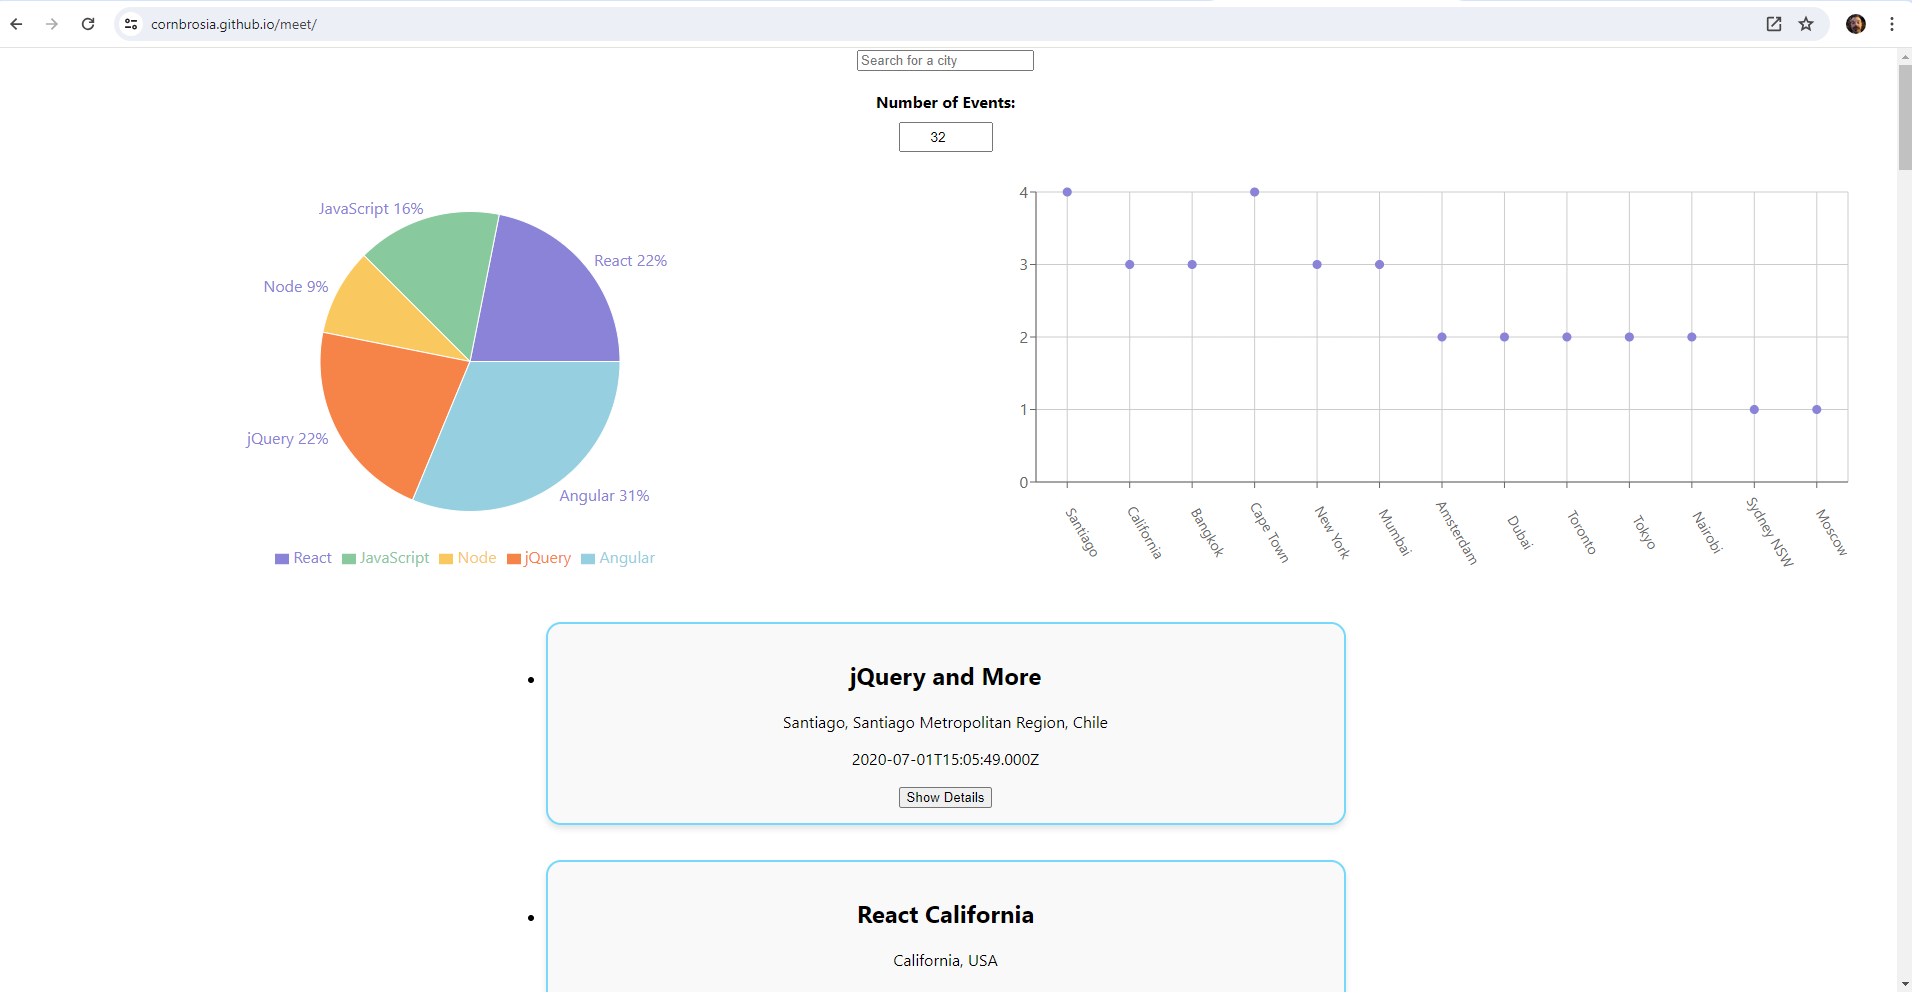 cornbrosia.github.io/meet/
Search for a city
Number of Events:
32
JavaScript 16%
React 22%
Node 9%
jQuery 22%
Angular 31%
React JavaScript Node jQuery Angular
4
3
2
1
0
Santiago
California
Bangkok
Cape Town
New York
Mumbai
Amsterdam
Dubai
Toronto
Tokyo
Nairobi
Sydney NSW
Moscow
jQuery and More
Santiago, Santiago Metropolitan Region, Chile
2020-07-01T15:05:49.000Z
Show Details
React California
California, USA